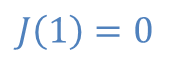 J(1) = 0